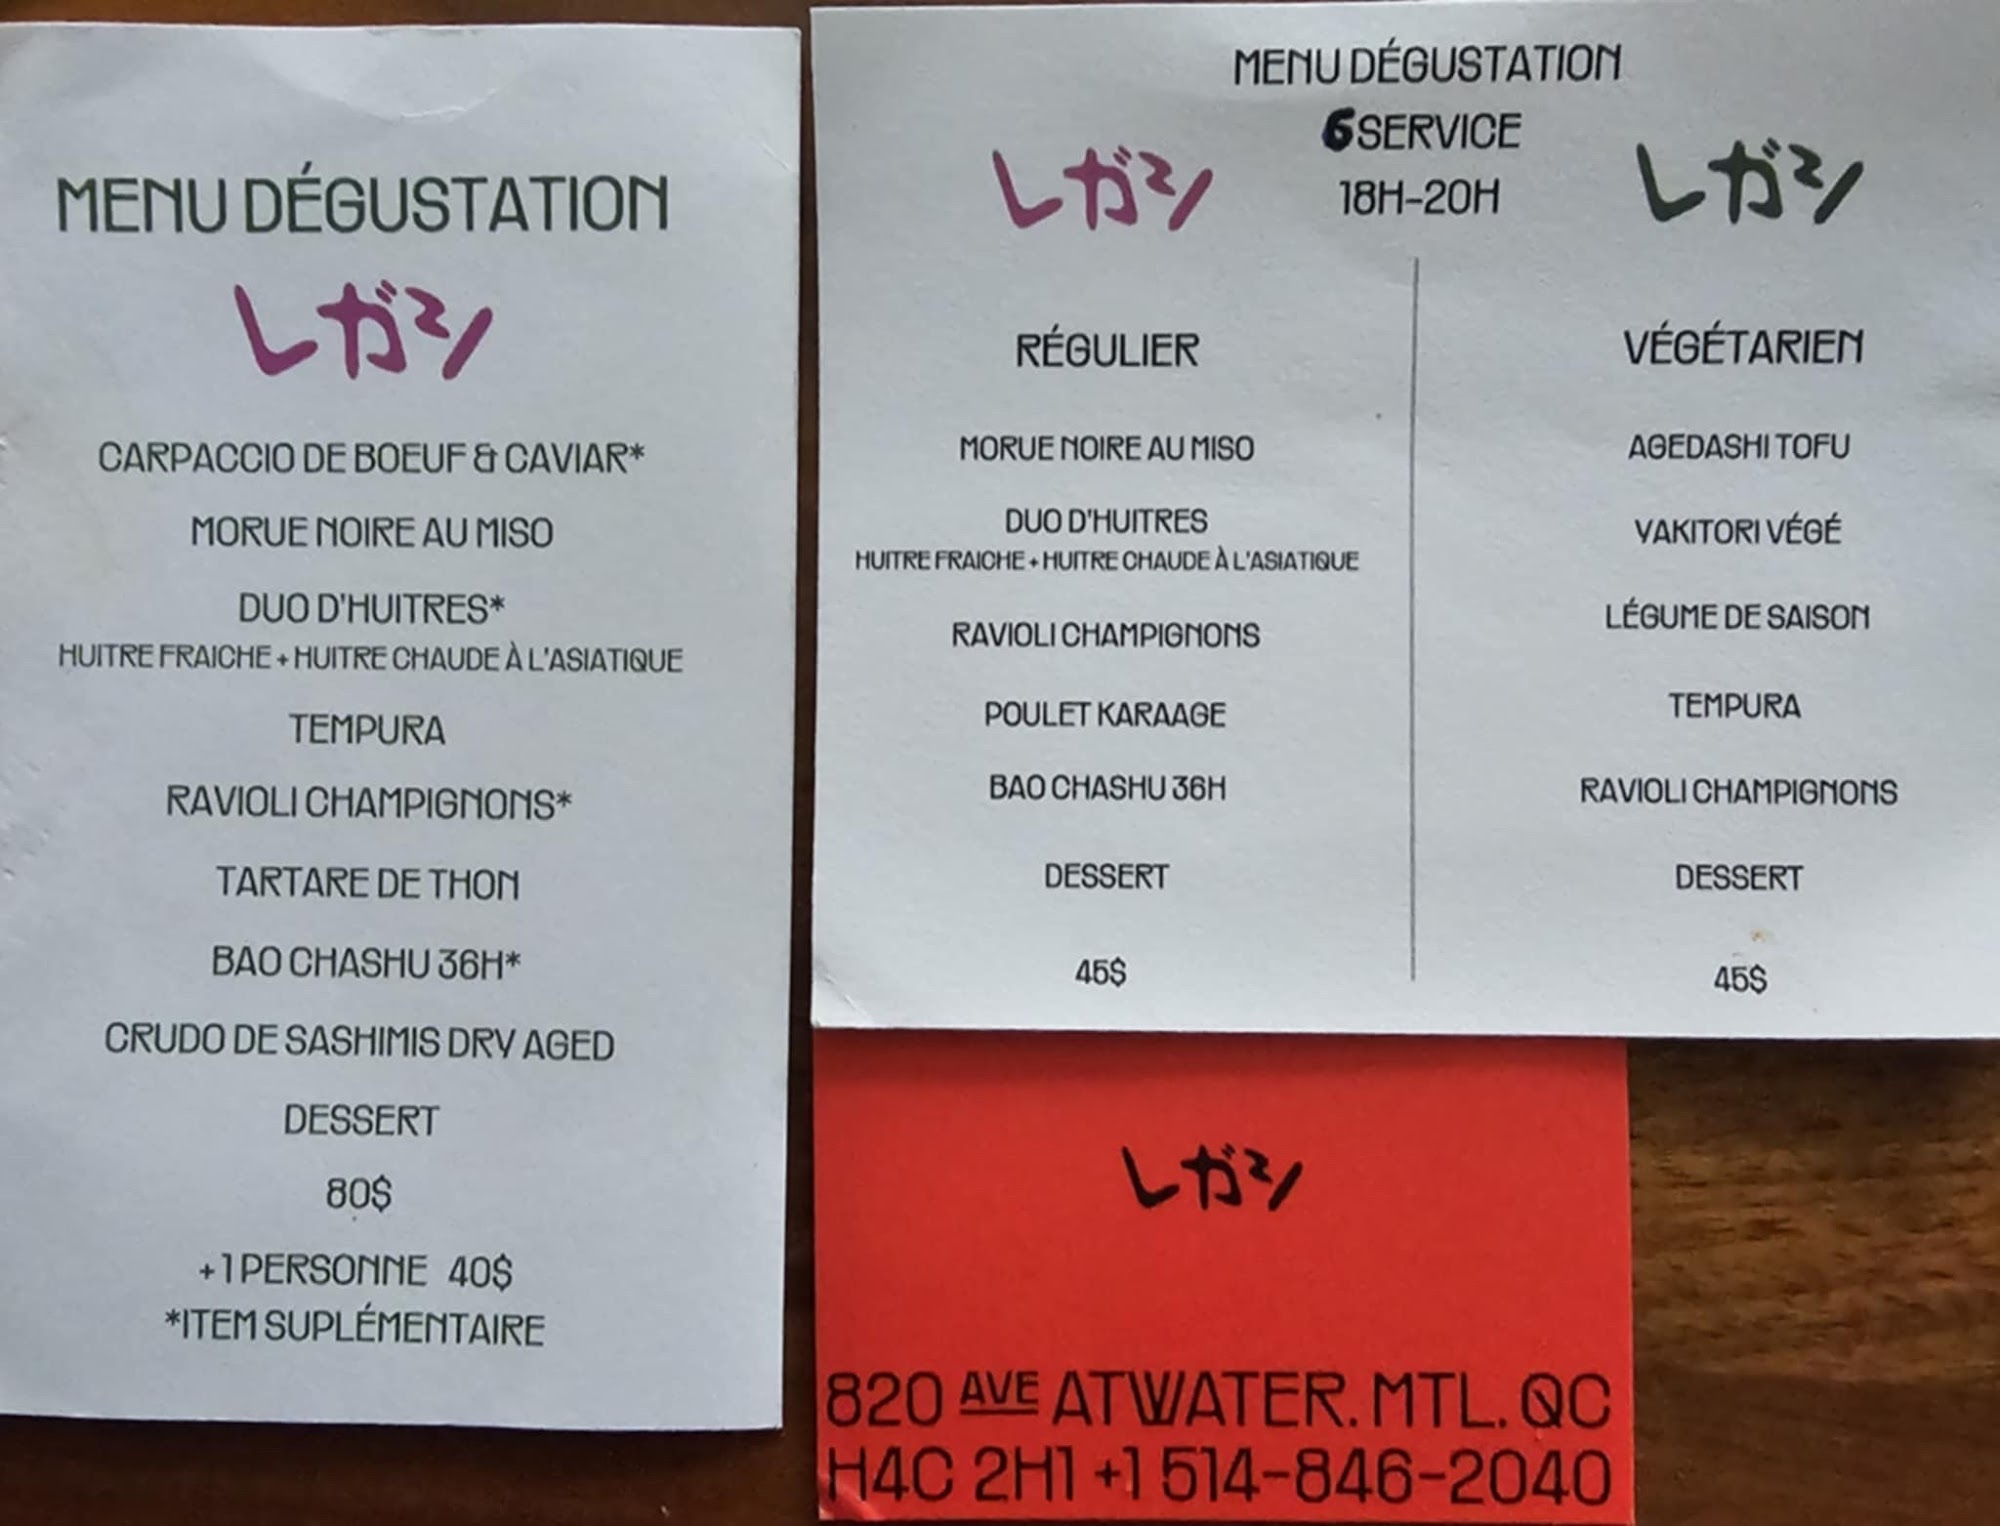 MENU DÉGUSTATION
レガシ
CARPACCIO DE BOEUF & CAVIAR*
MORUE NOIRE AU MISO
DUO D'HUITRES*
HUITRE FRAICHE + HUITRE CHAUDE À L'ASIATIQUE
TEMPURA
RAVIOLI CHAMPIGNONS*
TARTARE DE THON
BAO CHASHU 36H*
CRUDO DE SASHIMIS DRY AGED
DESSERT
80$
+1 PERSONNE 40$
*ITEM SUPLÉMENTAIRE
MENU DÉGUSTATION
6 SERVICE
18H-20H
レガシ
RÉGULIER
MORUE NOIRE AU MISO
DUO D'HUITRES
HUITRE FRAICHE + HUITRE CHAUDE À L'ASIATIQUE
RAVIOLI CHAMPIGNONS
POULET KARAAGE
BAO CHASHU 36H
DESSERT
45$
レガシ
VÉGÉTARIEN
AGEDASHI TOFU
YAKITORI VÉGÉ
LÉGUME DE SAISON
TEMPURA
RAVIOLI CHAMPIGNONS
DESSERT
45$
レガシ
820 AVE ATWATER. MTL. QC
H4C 2H1 +1 514-846-2040